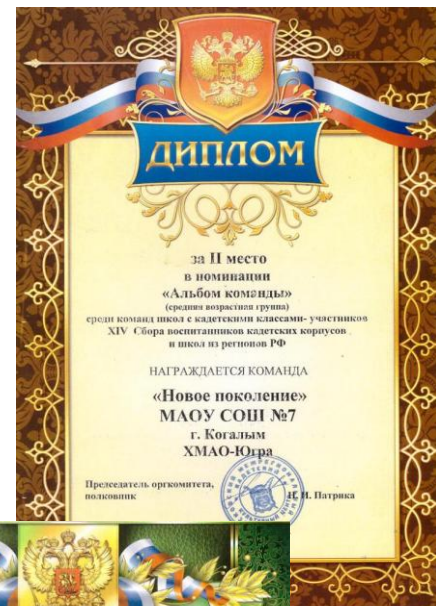 ДИПЛОМ
за II место
в номинации
«Альбом команды»
(средняя возрастная группа)
среди команд школ с кадетскими классами- участников
XIV Сбора воспитанников кадетских корпусов
и школ из регионов РФ
НАГРАЖДАЕТСЯ КОМАНДА
«Новое поколение»
МАОУ СОШ №7
г. Когалым
ХМАО-Югра
Председатель оргкомитета,
полковник Патрика